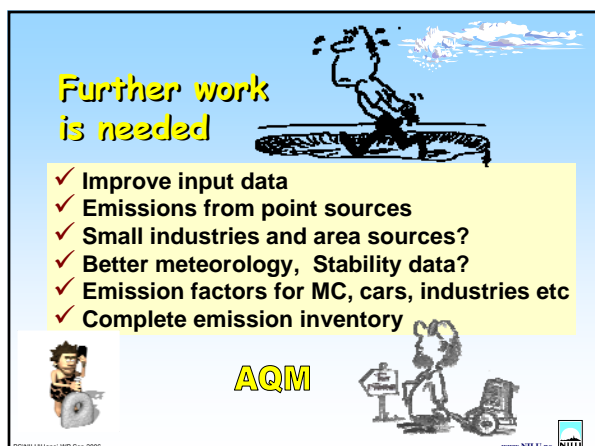 Further work
is needed
Improve input data
Emissions from point sources
Small industries and area sources?
Better meteorology, Stability data?
Emission factors for MC, cars, industries etc
Complete emission inventory
AQM
NILU